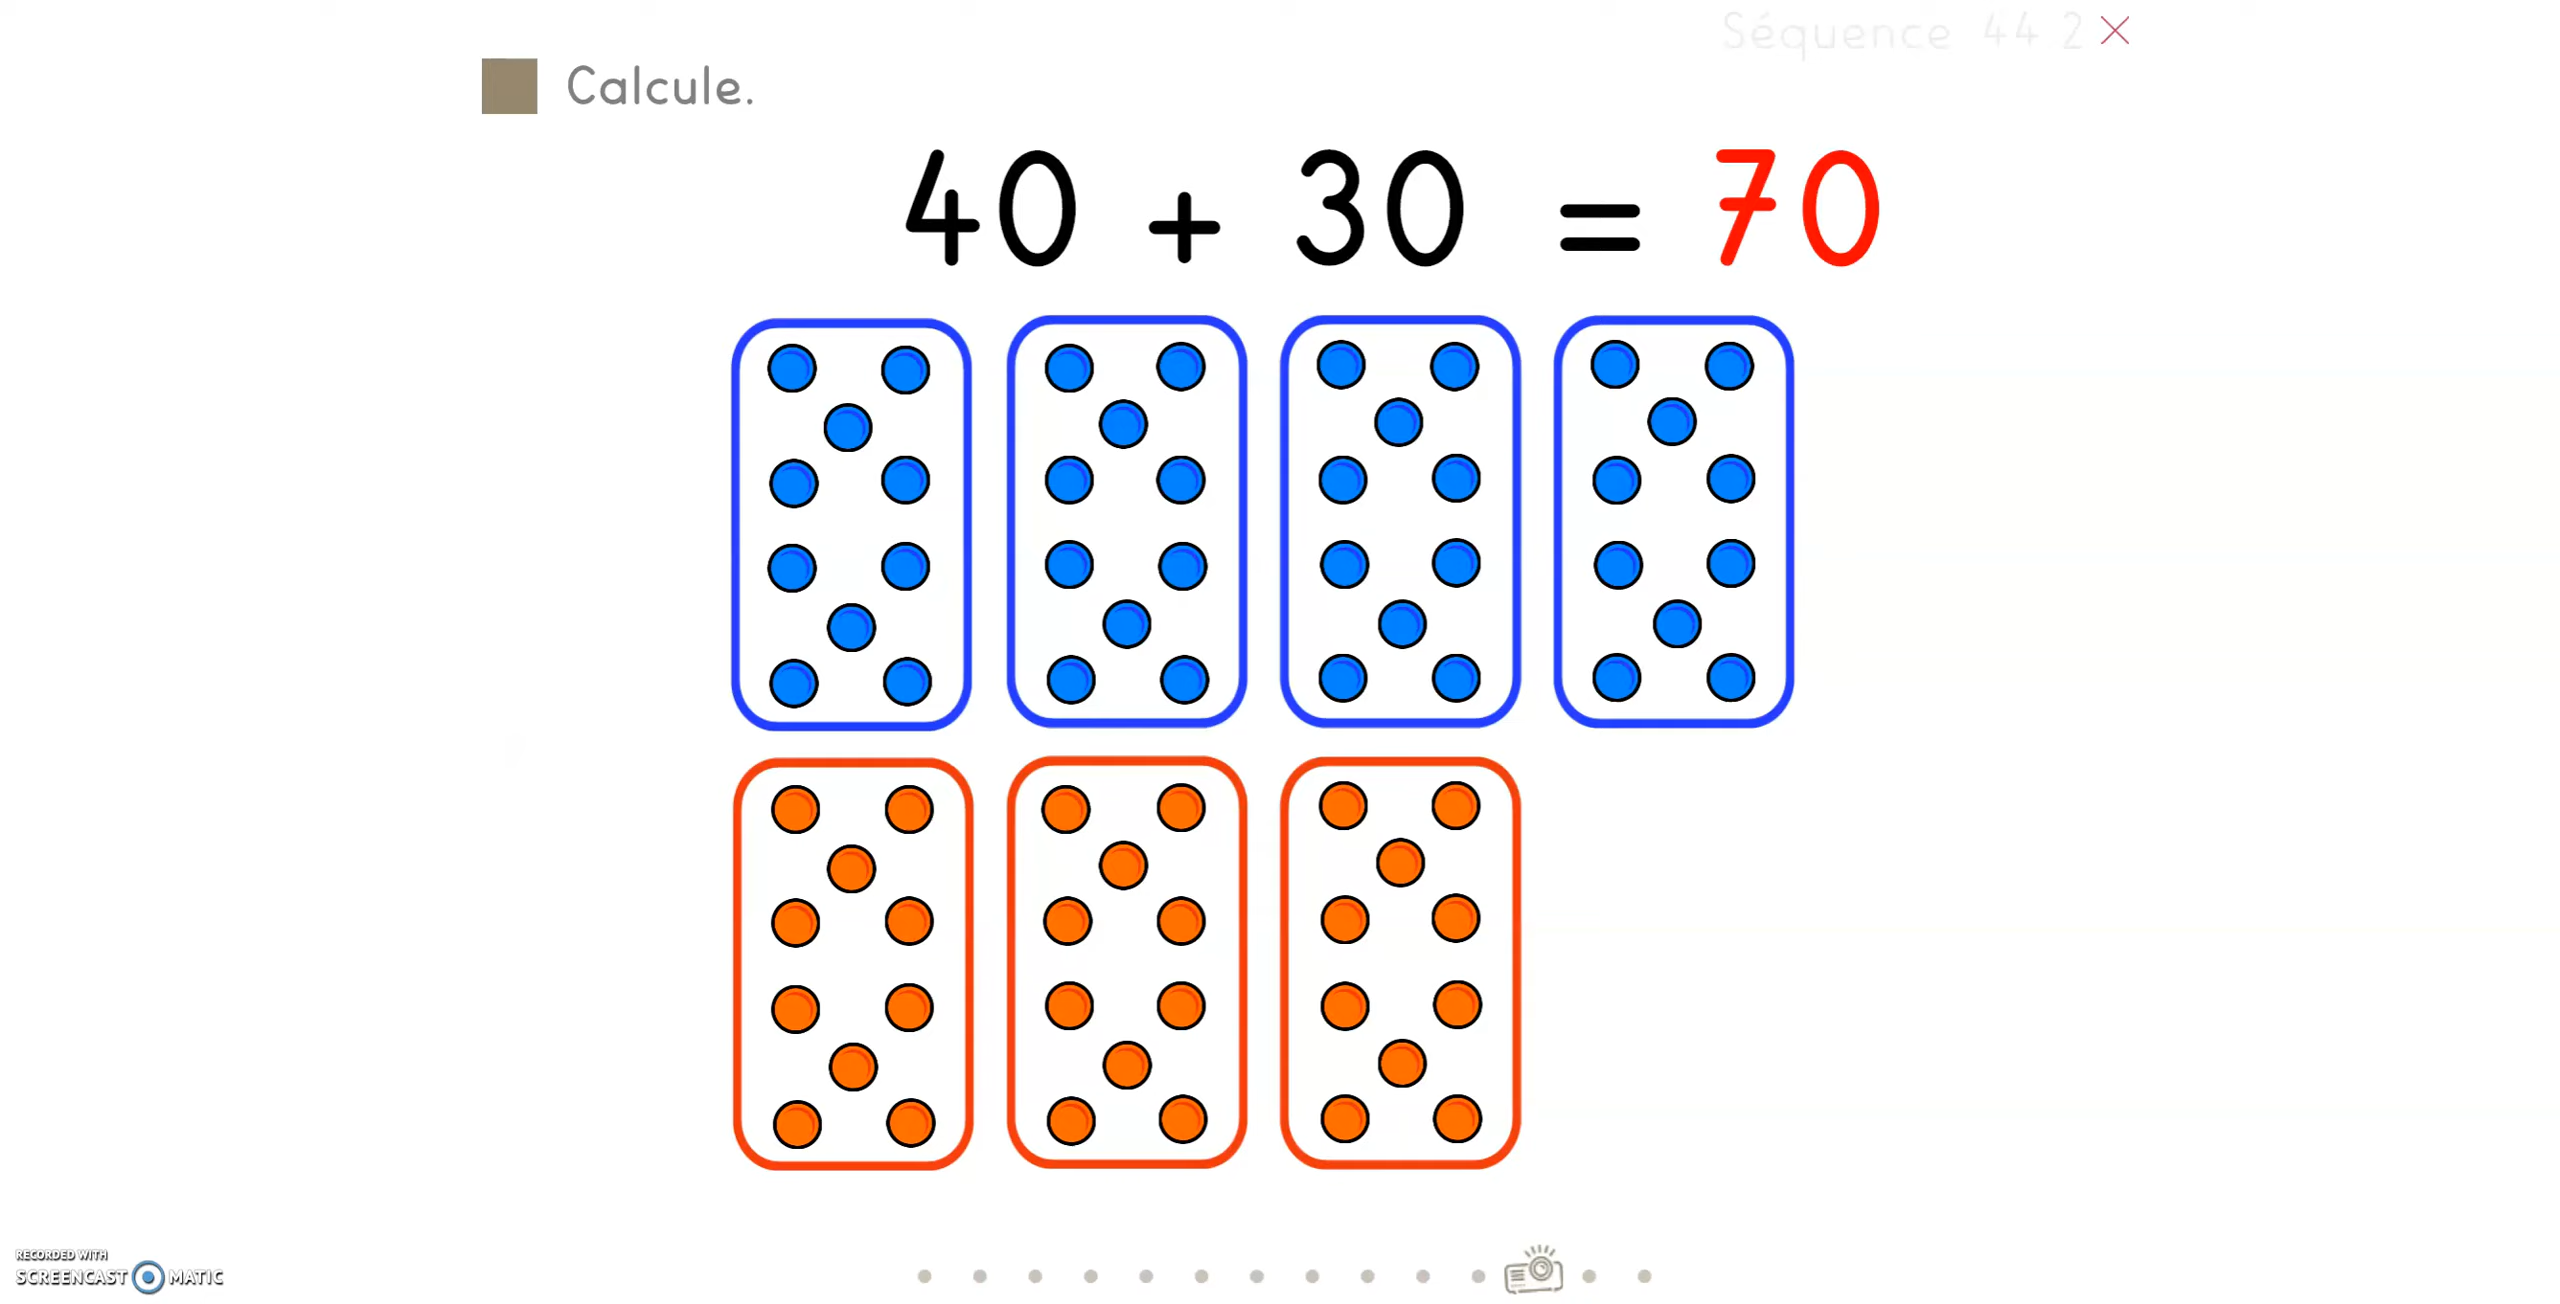 Séquence 44 2
Calcule.
40 + 30 = 70
RECORDED WITH
SCREENCAST MATIC